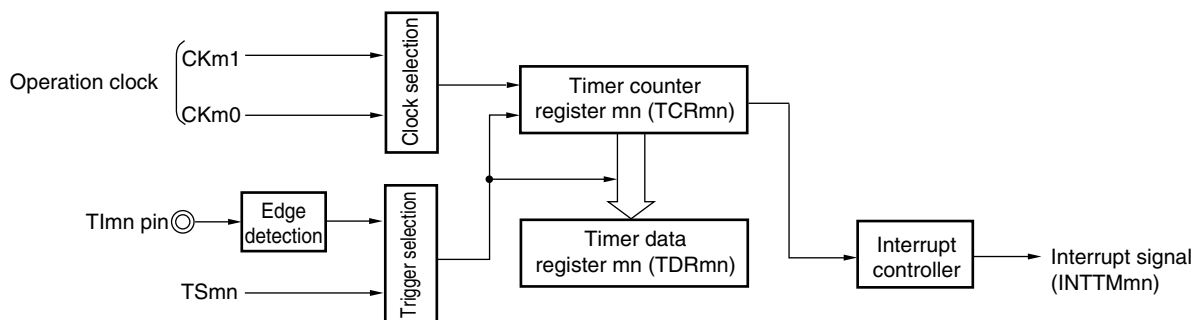 Operation clock
CKm1
CKm0
Clock selection
Timer counter
register mn (TCRmn)
TImn pin
Edge
detection
TSmn
Trigger selection
Timer data
register mn (TDRmn)
Interrupt
controller
Interrupt signal
(INTTMmn)